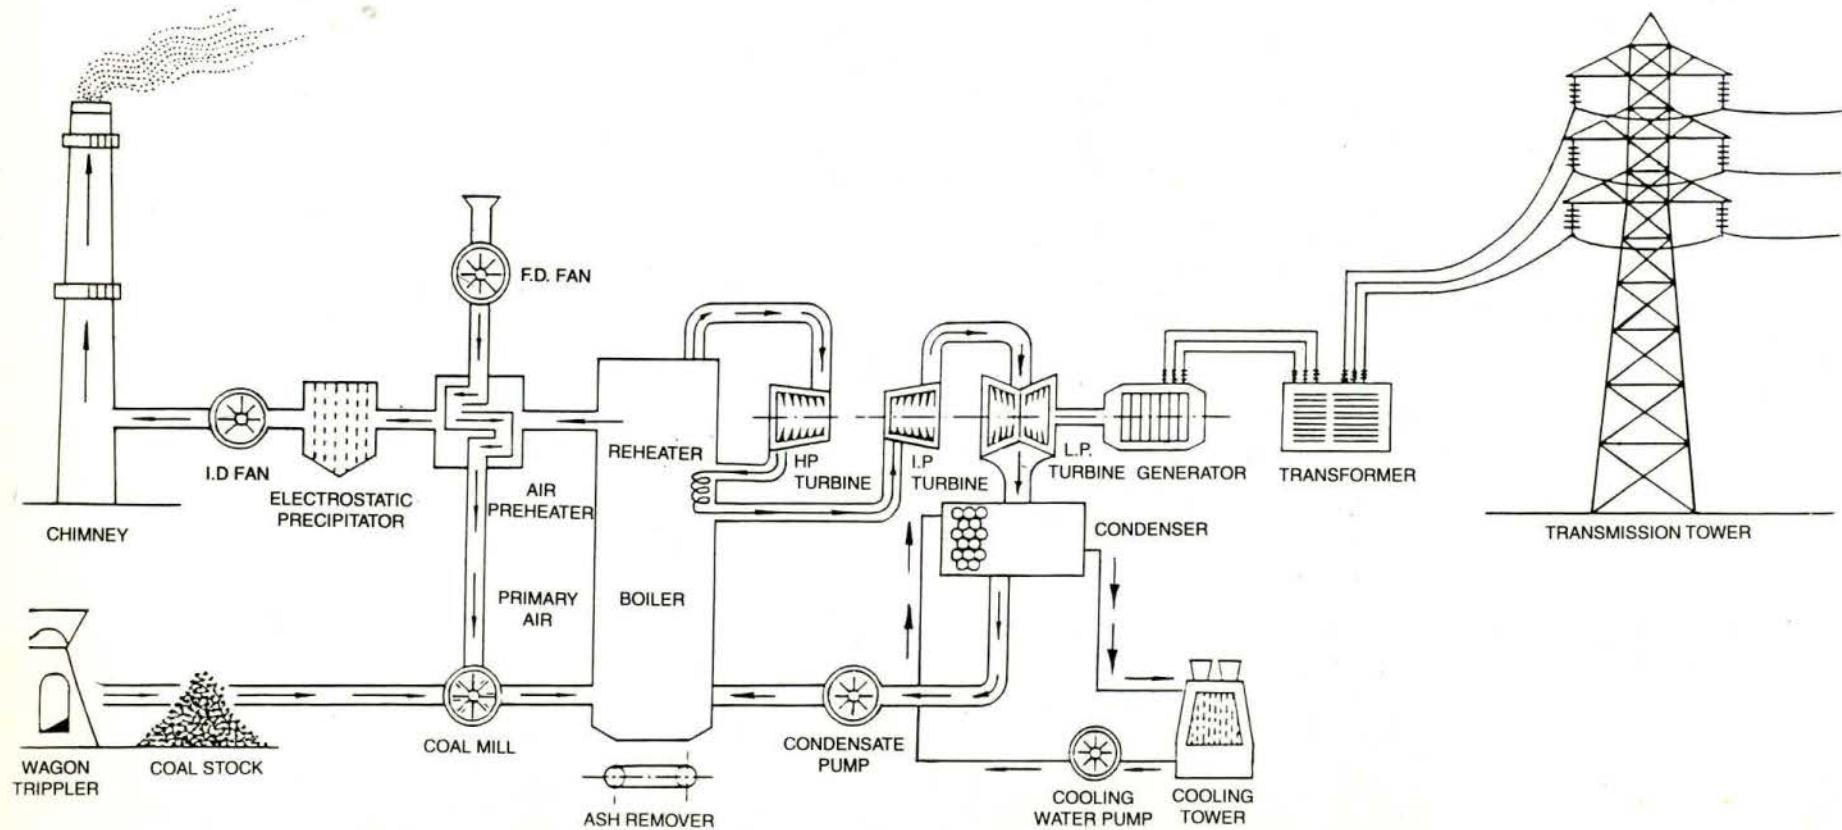 F.D. FAN
I.D FAN
ELECTROSTATIC
PRECIPITATOR
CHIMNEY
AIR
PREHEATER
REHEATER
HP
TURBINE
I.P
TURBINE
L.P.
TURBINE
GENERATOR
TRANSFORMER
TRANSMISSION TOWER
CONDENSER
PRIMARY
AIR
BOILER
WAGON
TRIPPLER
COAL STOCK
COAL MILL
ASH REMOVER
CONDENSATE
PUMP
COOLING
WATER PUMP
COOLING
TOWER